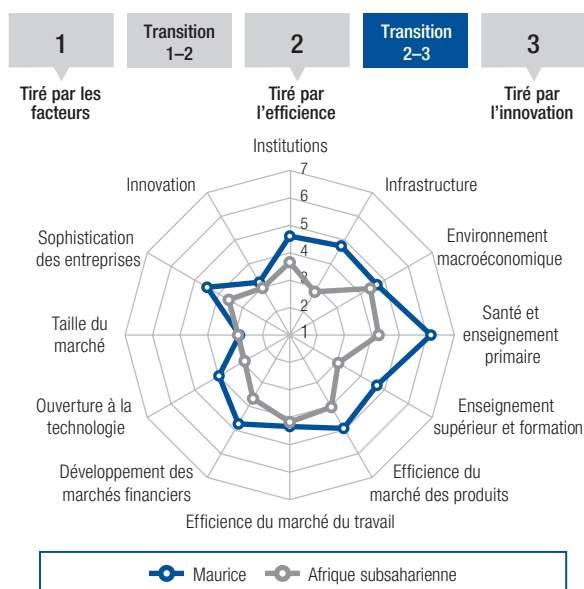 1
Transition
1–2
2
Transition
2–3
3
Tiré par les
facteurs
Tiré par
l'efficience
Tiré par
l'innovation
Institutions
7
6
5
4
3
2
1
Infrastructure
Environnement
macroéconomique
Santé et
enseignement
primaire
Enseignement
supérieur et formation
Efficience du
marché des produits
Efficience du marché du travail
Développement des
marchés financiers
Ouverture à la
technologie
Taille du
marché
Sophistication
des entreprises
Innovation
Maurice
Afrique subsaharienne